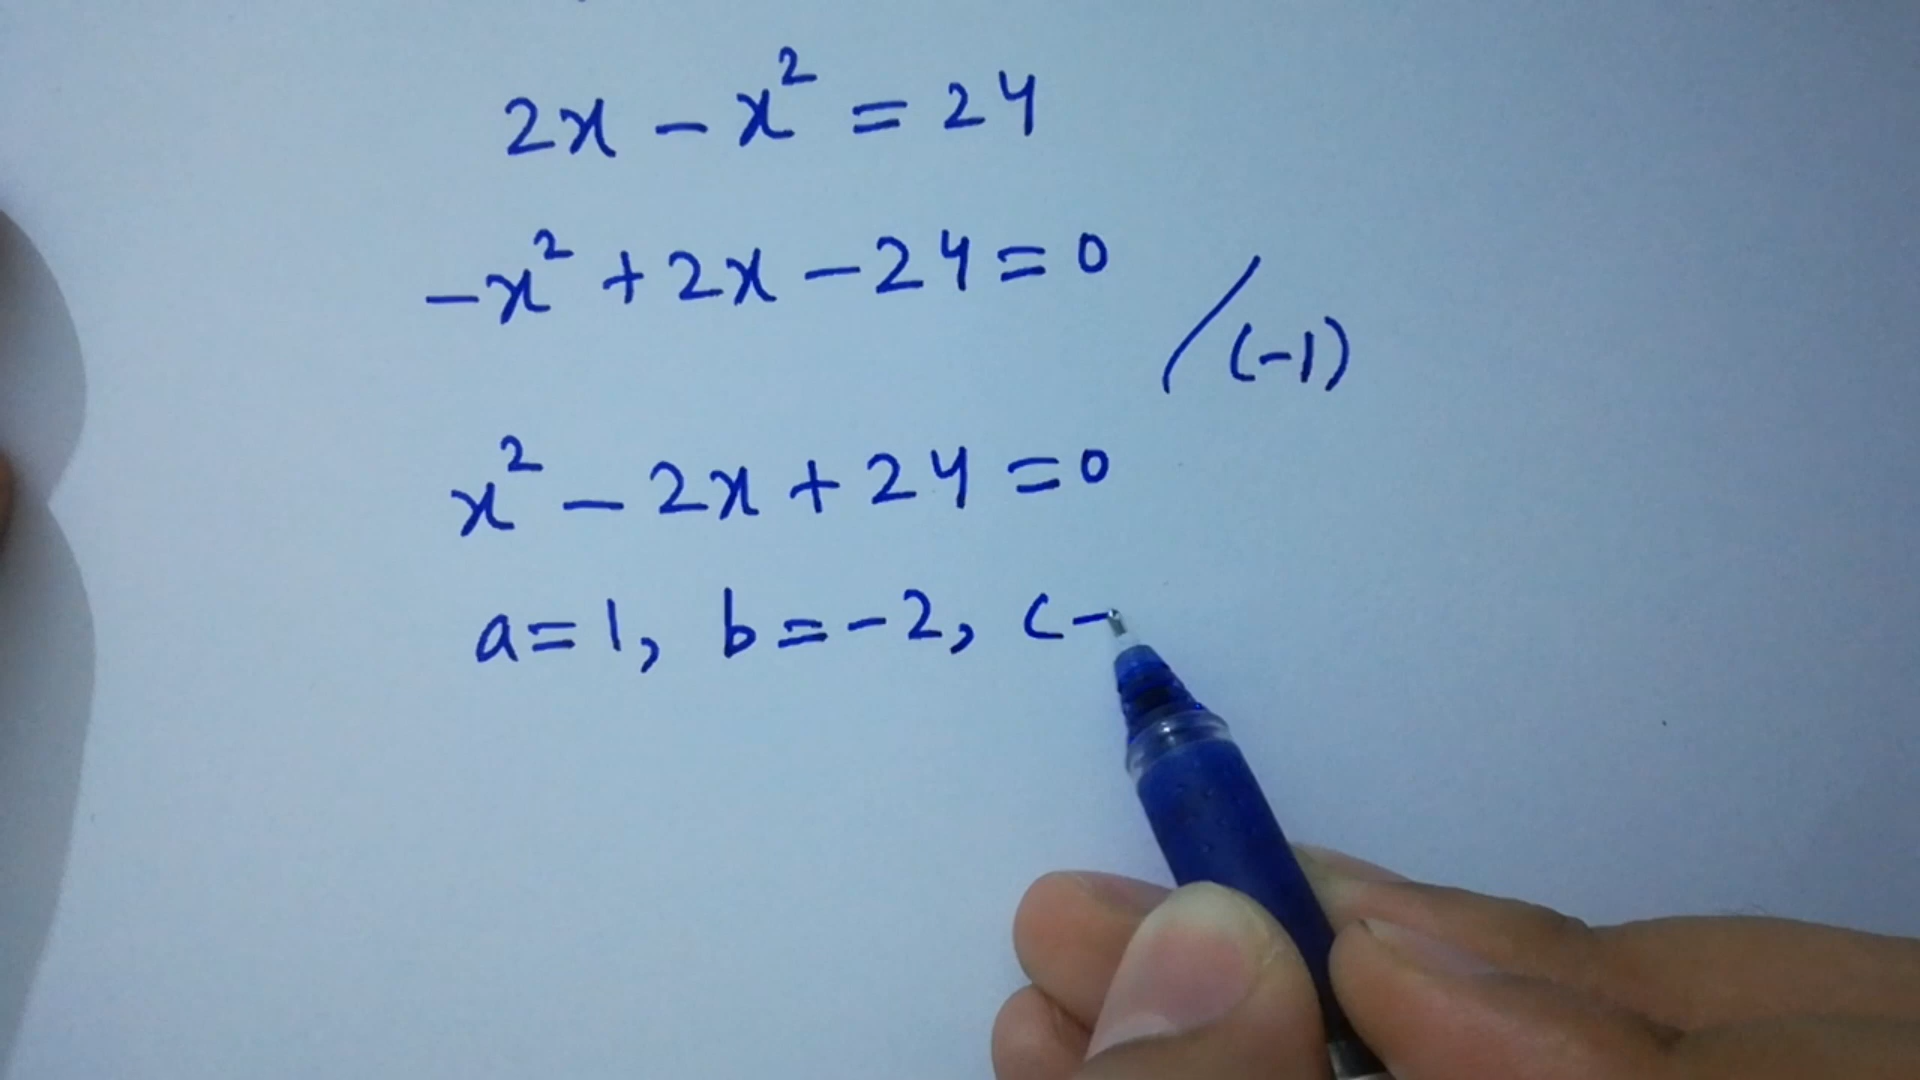 2x - x² = 24
-x² + 2x - 24 = 0 /(-1)
x² - 2x + 24 = 0
a = 1, b = -2, c -